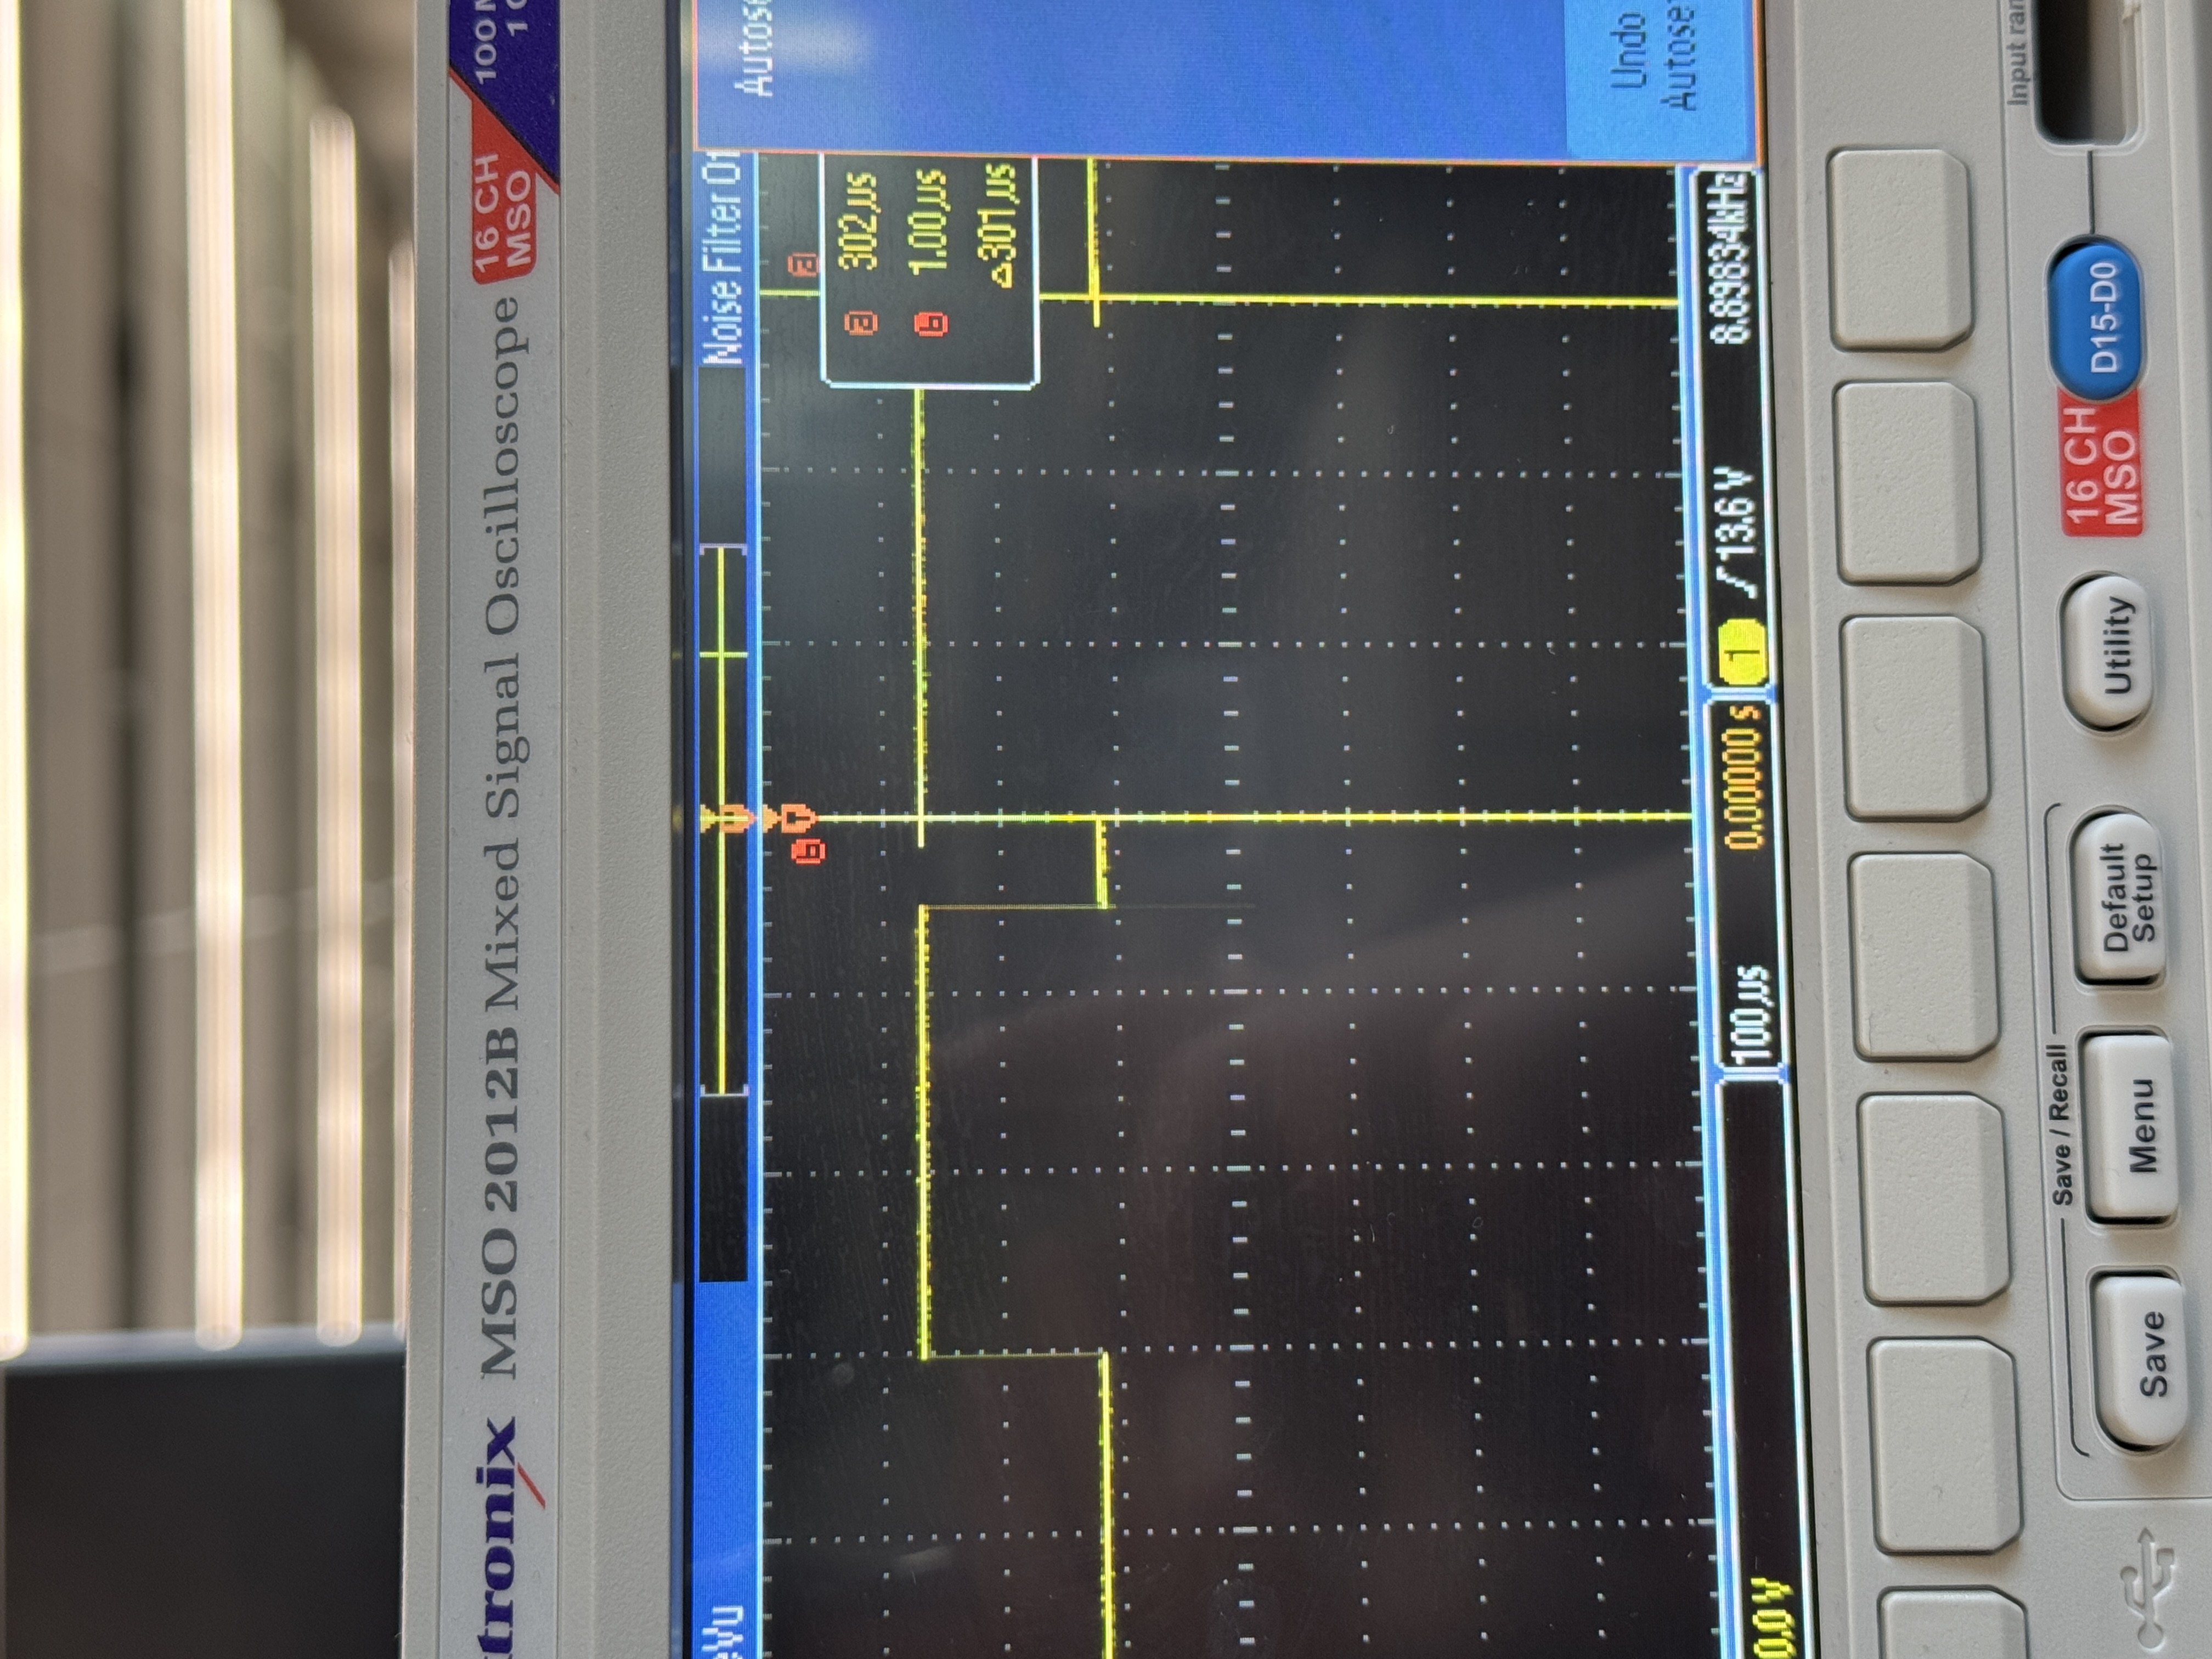 tronix MSO 2012B Mixed Signal Oscilloscope
16 CH
MSO
100 M
1 G
eVu
Noise Filter Of
Autose
b
T
a
a 302µs
b 1.00µs
△301µs
Undo
Autose
0.0 V
100µs 0.00000 s
1 13.6 V 8.89834kHz
Input ran
Save / Recall
Save
Menu
Default
Setup
Utility
16 CH
MSO
D15-D0